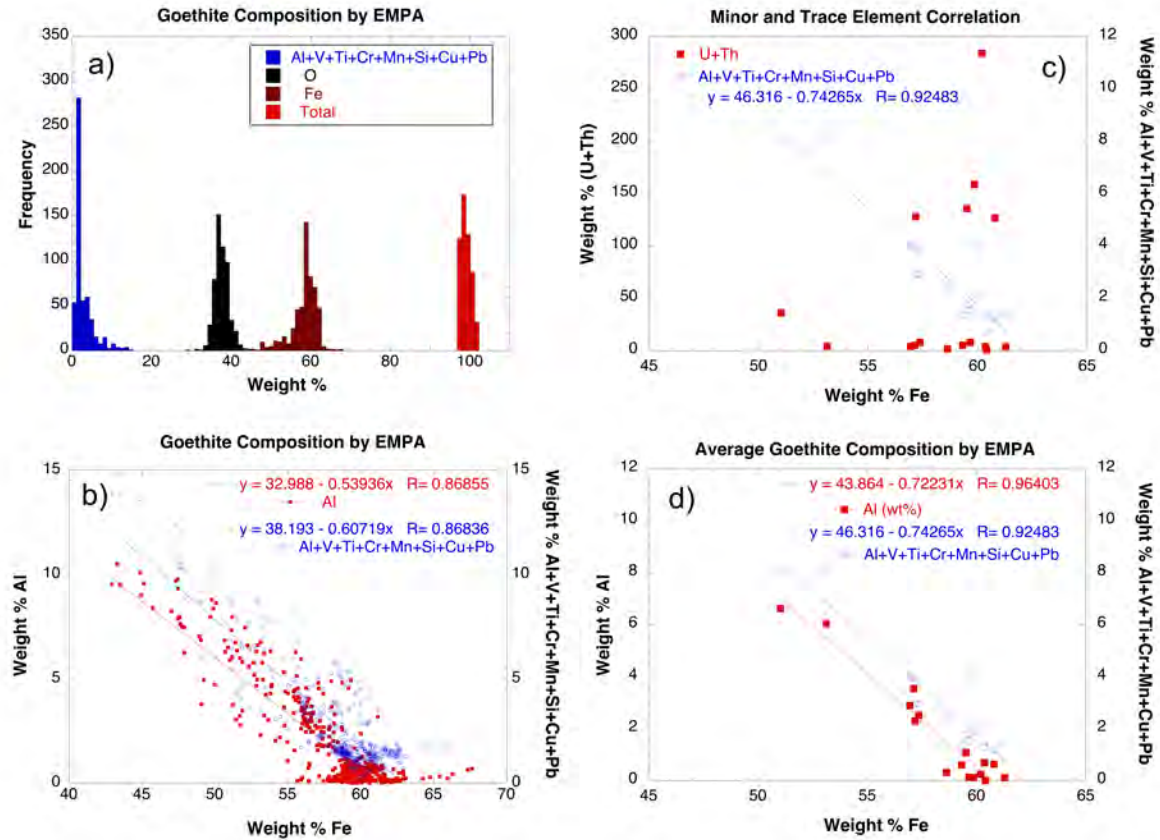 Goethite Composition by EMPA
a)
Al+V+Ti+Cr+Mn+Si+Cu+Pb
O
Fe
Total
Frequency
350
300
250
200
150
100
50
0
0 20 40 60 80 100
Weight %
Minor and Trace Element Correlation
c)
U+Th
Al+V+Ti+Cr+Mn+Si+Cu+Pb
y = 46.316 - 0.74265x R= 0.92483
Weight % (U+Th)
300
250
200
150
100
50
0
45 50 55 60 65
Weight % Fe
12
10
8
6
4
2
0
Weight % Al+V+Ti+Cr+Mn+Si+Cu+Pb
Goethite Composition by EMPA
b)
y = 32.988 - 0.53936x R= 0.86855
Al
y = 38.193 - 0.60719x R= 0.86836
Al+V+Ti+Cr+Mn+Si+Cu+Pb
Weight % Al
15
10
5
0
40 45 50 55 60 65 70
Weight % Fe
15
10
5
0
Weight % Al+V+Ti+Cr+Mn+Si+Cu+Pb
Average Goethite Composition by EMPA
d)
y = 43.864 - 0.72231x R= 0.96403
Al (wt%)
y = 46.316 - 0.74265x R= 0.92483
Al+V+Ti+Cr+Mn+Si+Cu+Pb
Weight % Al
12
10
8
6
4
2
0
45 50 55 60 65
Weight % Fe
12
10
8
6
4
2
0
Weight % Al+V+Ti+Cr+Mn+Cu+Pb